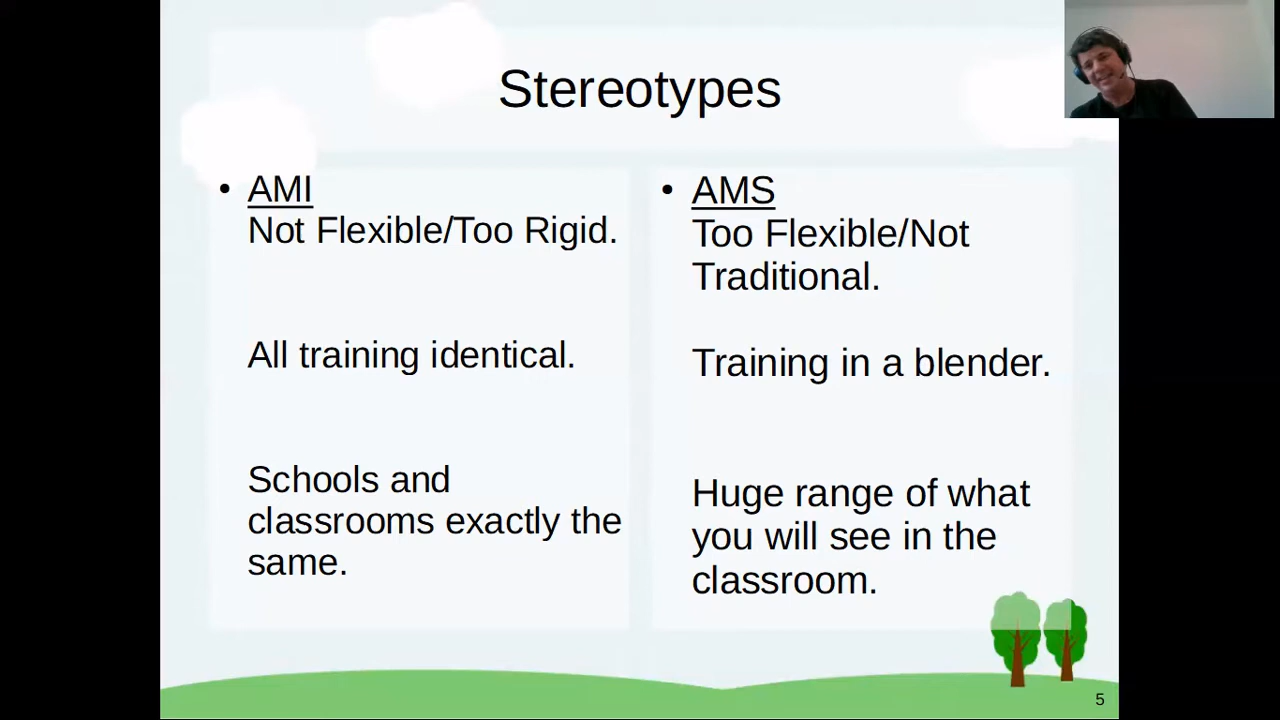 Stereotypes
• AMI
Not Flexible/Too Rigid.
All training identical.
Schools and
classrooms exactly the
same.
• AMS
Too Flexible/Not
Traditional.
Training in a blender.
Huge range of what
you will see in the
classroom.
5